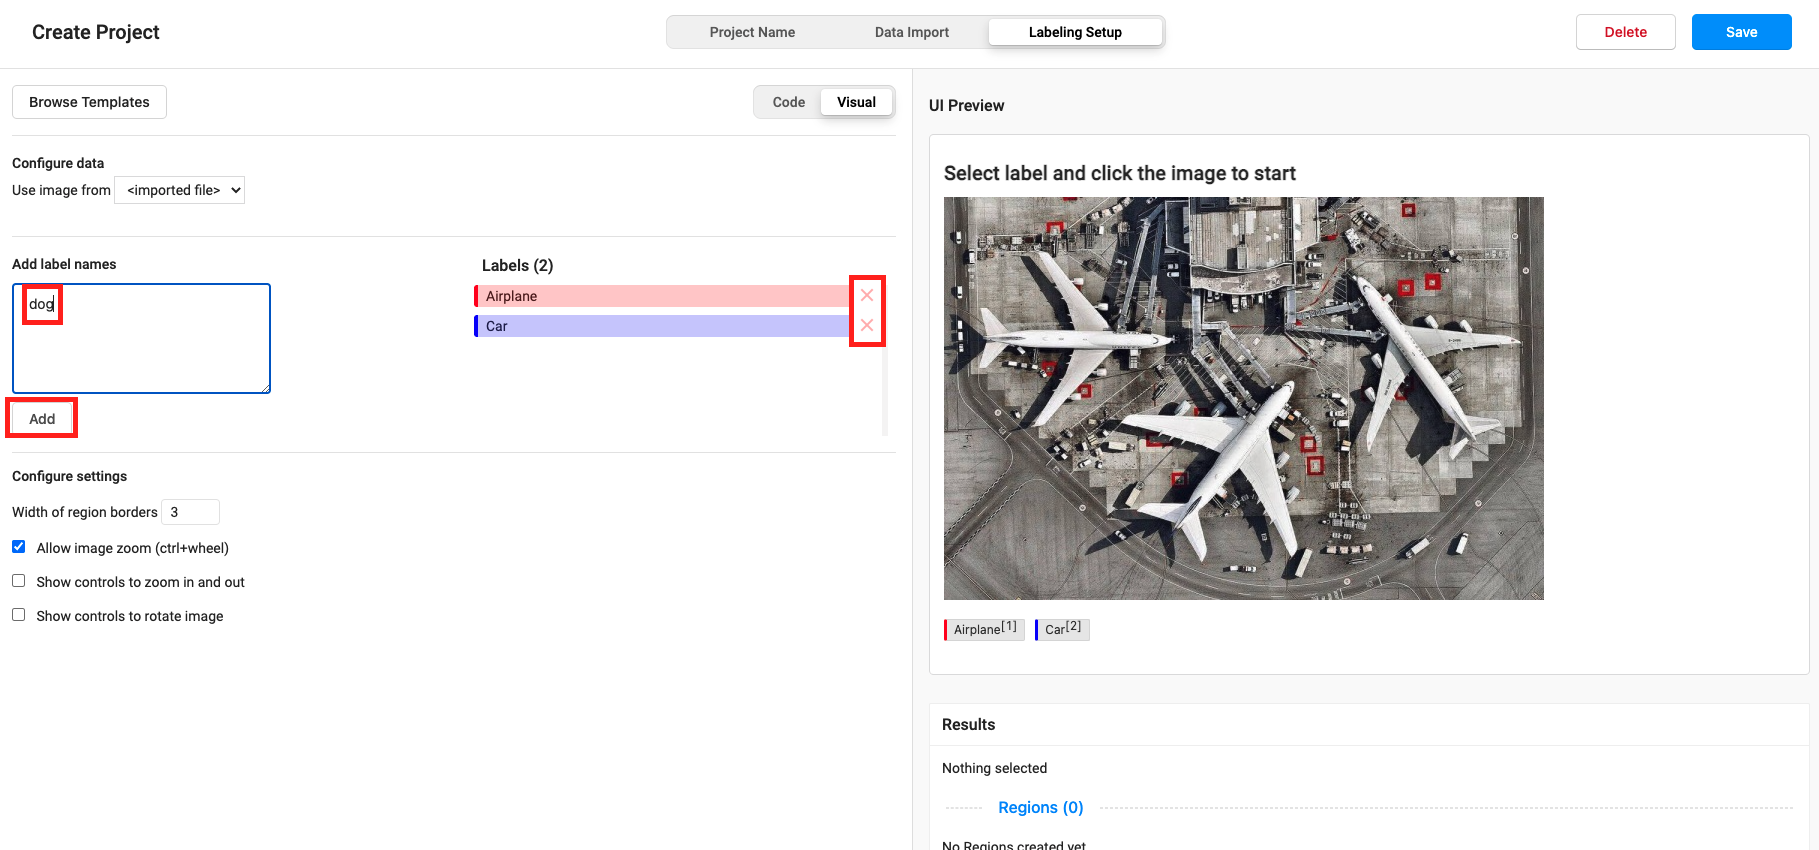 Create Project
Project Name Data Import Labeling Setup
Delete Save
Browse Templates
Code Visual
Configure data
Use image from <imported file>
Add label names
dog
Add
Labels (2)
Airplane
Car
Configure settings
Width of region borders 3
Allow image zoom (ctrl+wheel)
Show controls to zoom in and out
Show controls to rotate image
UI Preview
Select label and click the image to start
Airplane[1] Car[2]
Results
Nothing selected
Regions (0)
No Regions created yet